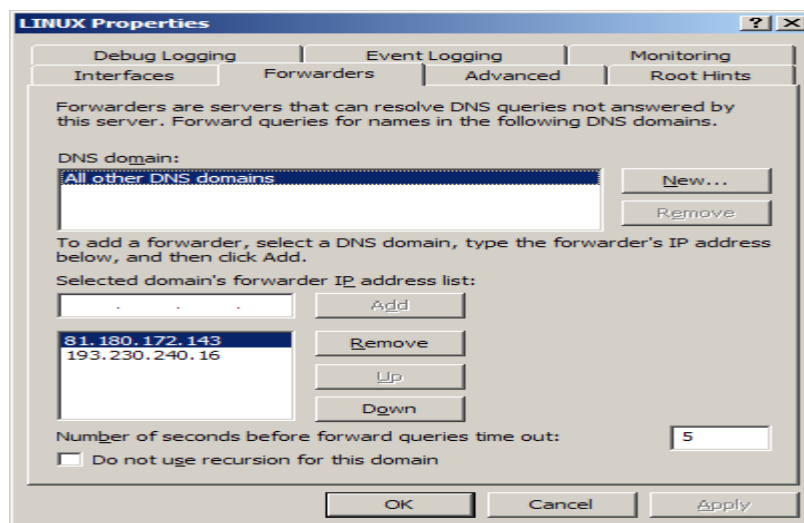 LINUX Properties
Debug Logging
Event Logging
Monitoring
Interfaces
Forwarders
Advanced
Root Hints
Forwarders are servers that can resolve DNS queries not answered by
this server. Forward queries for names in the following DNS domains.
DNS domain:
All other DNS domains
New...
Remove
To add a forwarder, select a DNS domain, type the forwarder's IP address
below, and then click Add.
Selected domain's forwarder IP address list:
. . .
Add
81.180.172.143
193.230.240.16
Remove
Up
Down
Number of seconds before forward queries time out:
5
Do not use recursion for this domain
OK
Cancel
Apply